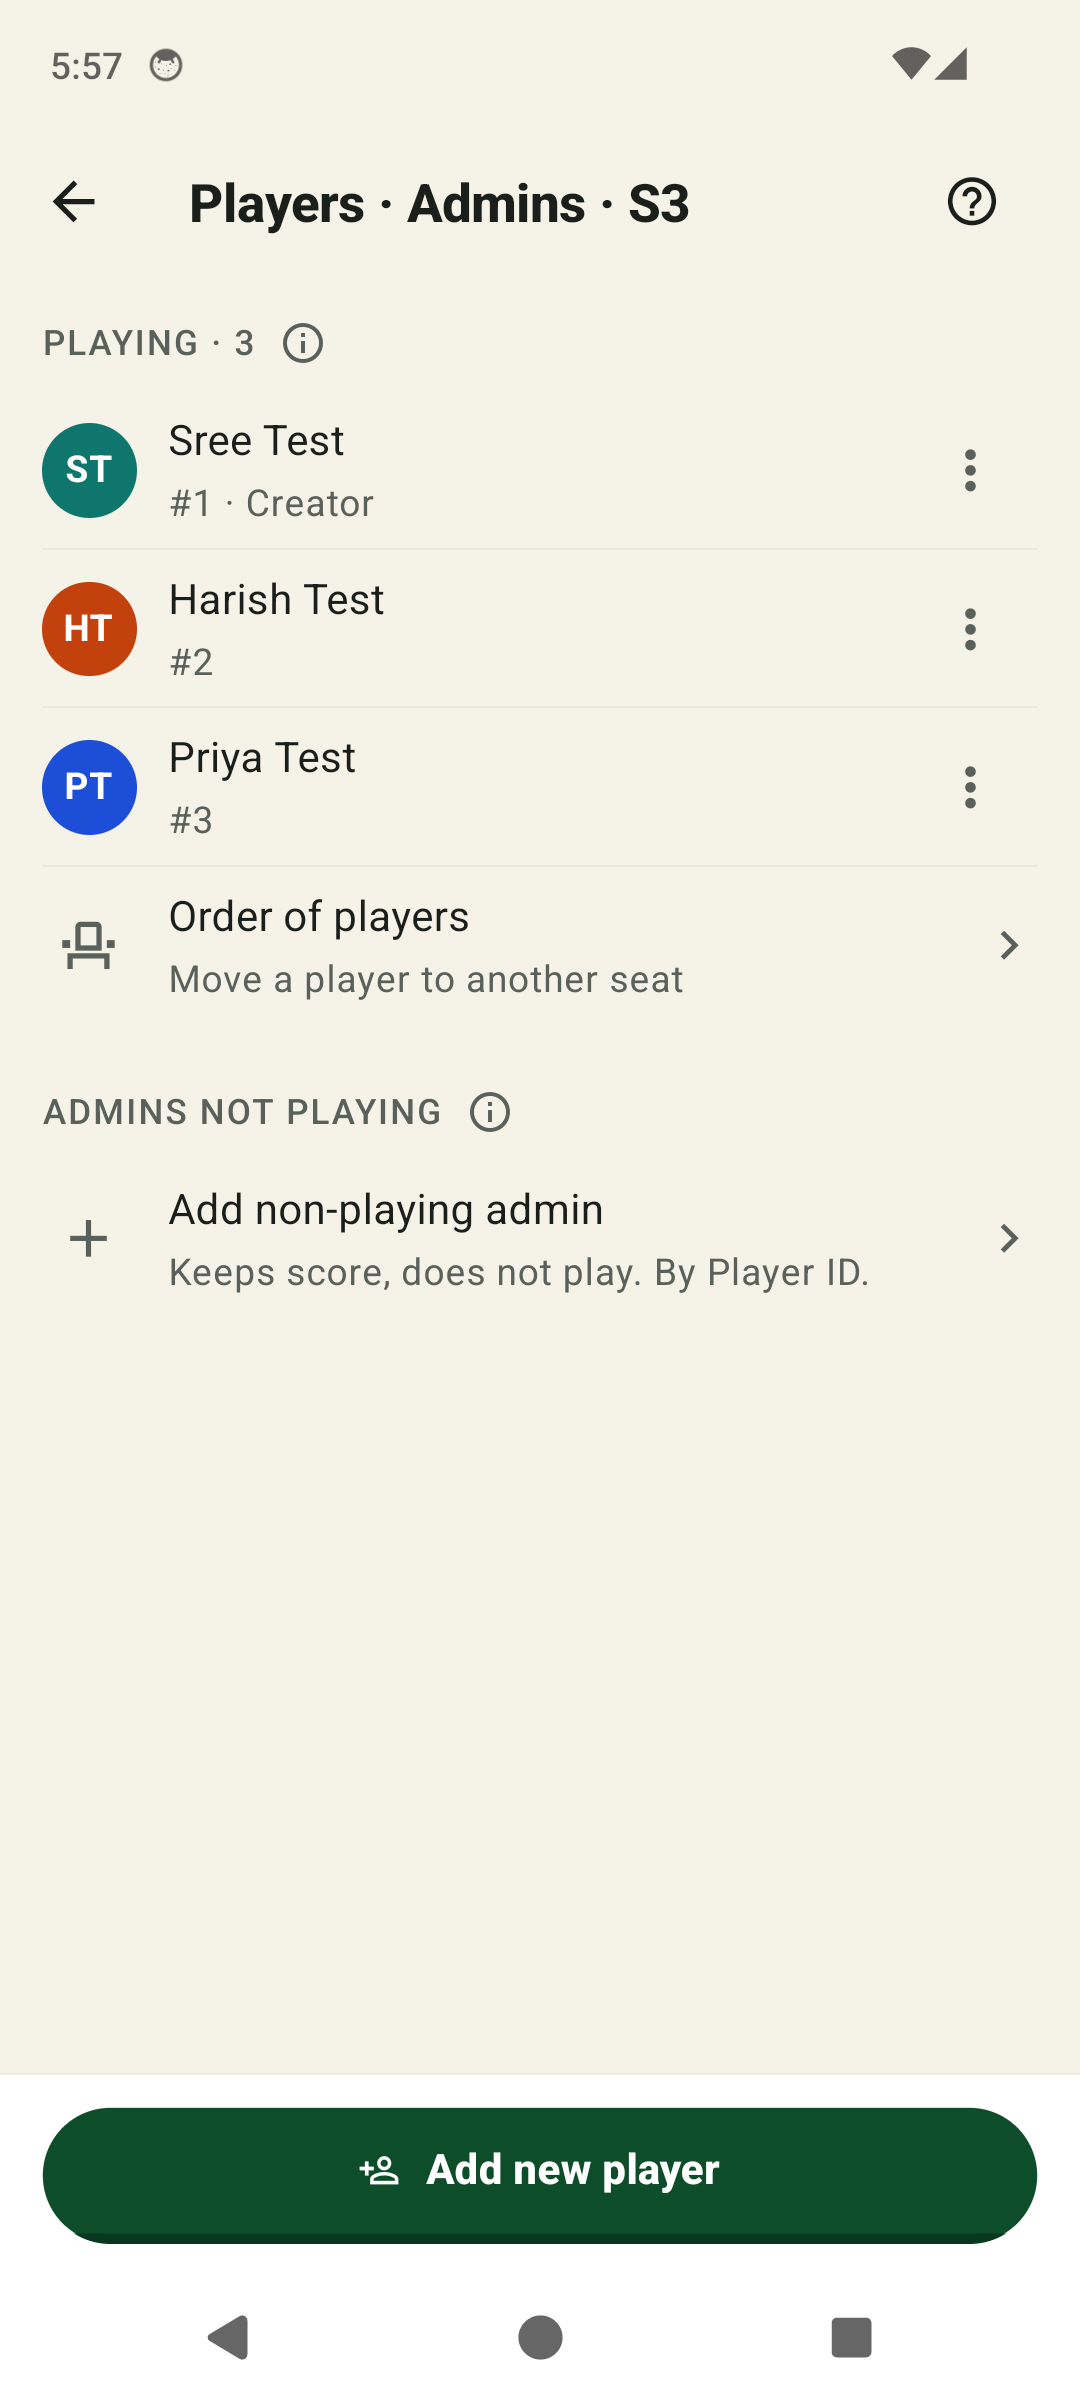 5:57
Players · Admins · S3
PLAYING · 3
ST
Sree Test
#1 · Creator
HT
Harish Test
#2
PT
Priya Test
#3
Order of players
Move a player to another seat
ADMINS NOT PLAYING
Add non-playing admin
Keeps score, does not play. By Player ID.
Add new player